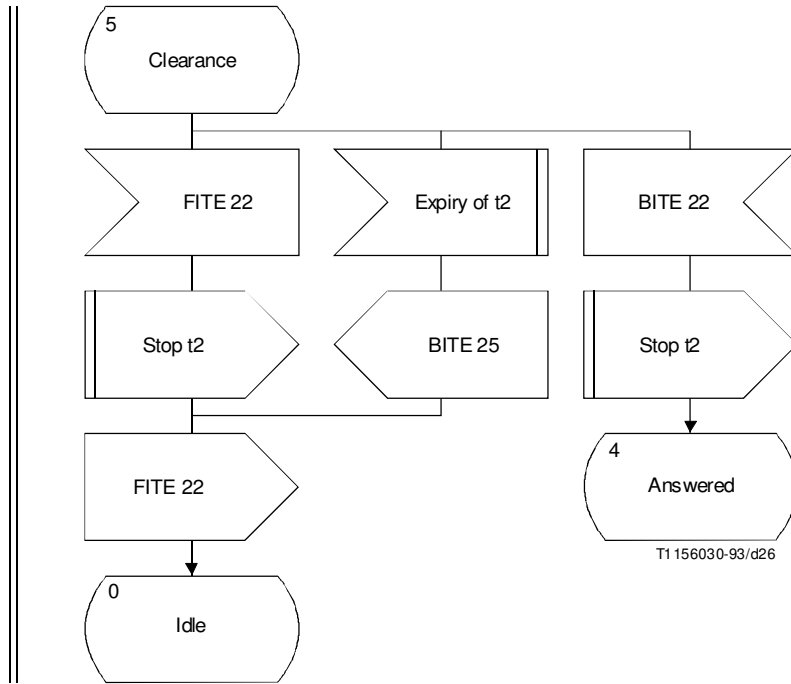 5
Clearance
FITE 22
Expiry of t2
BITE 22
Stop t2
BITE 25
Stop t2
FITE 22
4
Answered
T1156030-93/d26
0
Idle